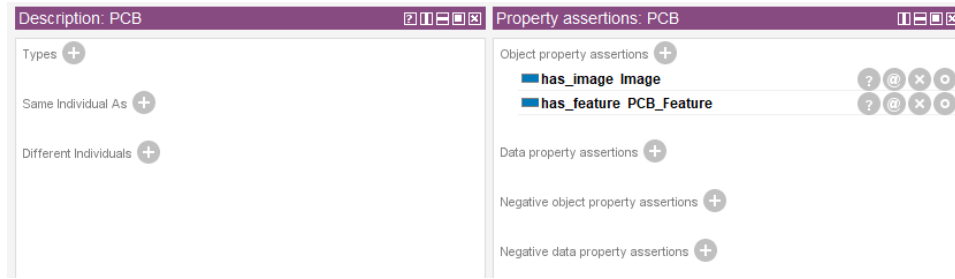 Description: PCB
Types
Same Individual As
Different Individuals
Property assertions: PCB
Object property assertions
has_image Image
has_feature PCB_Feature
Data property assertions
Negative object property assertions
Negative data property assertions